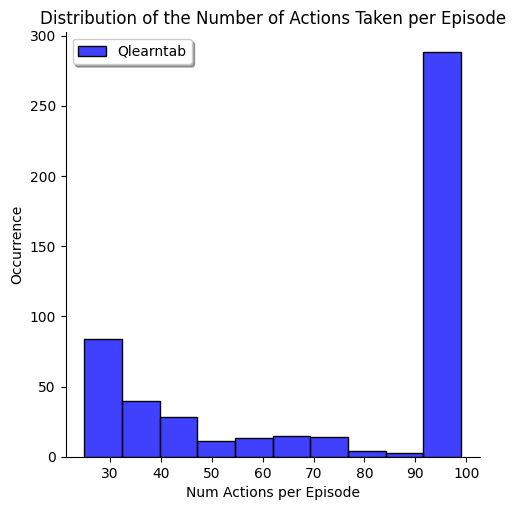 Distribution of the Number of Actions Taken per Episode
Qlearntab
300
250
200
150
100
50
0
Occurrence
30 40 50 60 70 80 90 100
Num Actions per Episode